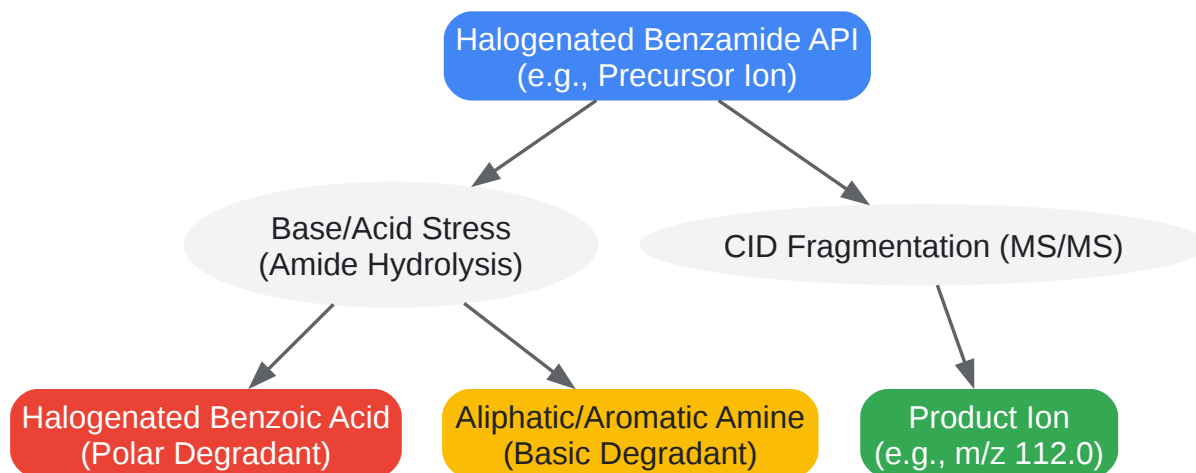 Halogenated Benzamide API
(e.g., Precursor Ion)
Base/Acid Stress
(Amide Hydrolysis)
CID Fragmentation (MS/MS)
Halogenated Benzoic Acid
(Polar Degradant)
Aliphatic/Aromatic Amine
(Basic Degradant)
Product Ion
(e.g., m/z 112.0)